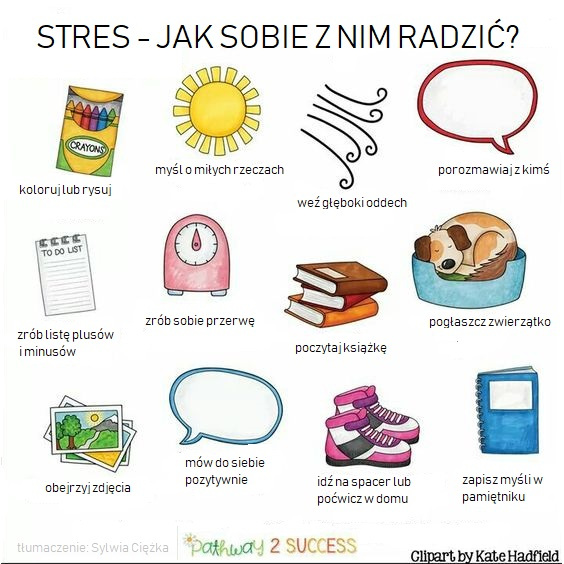 STRES - JAK SOBIE Z NIM RADZIĆ?
CRAYONS
koloruj lub rysuj
myśl o miłych rzeczach
weź głęboki oddech
porozmawiaj z kimś
TO DO LIST
zrób listę plusów
i minusów
zrób sobie przerwę
poczytaj książkę
pogłaszcz zwierzątko
obejrzyj zdjęcia
mów do siebie
pozytywnie
idź na spacer lub
poćwicz w domu
zapisz myśli w
pamiętniku
tłumaczenie: Sylwia Ciężka
Pathway 2 SUCCESS
Clipart by Kate Hadfield